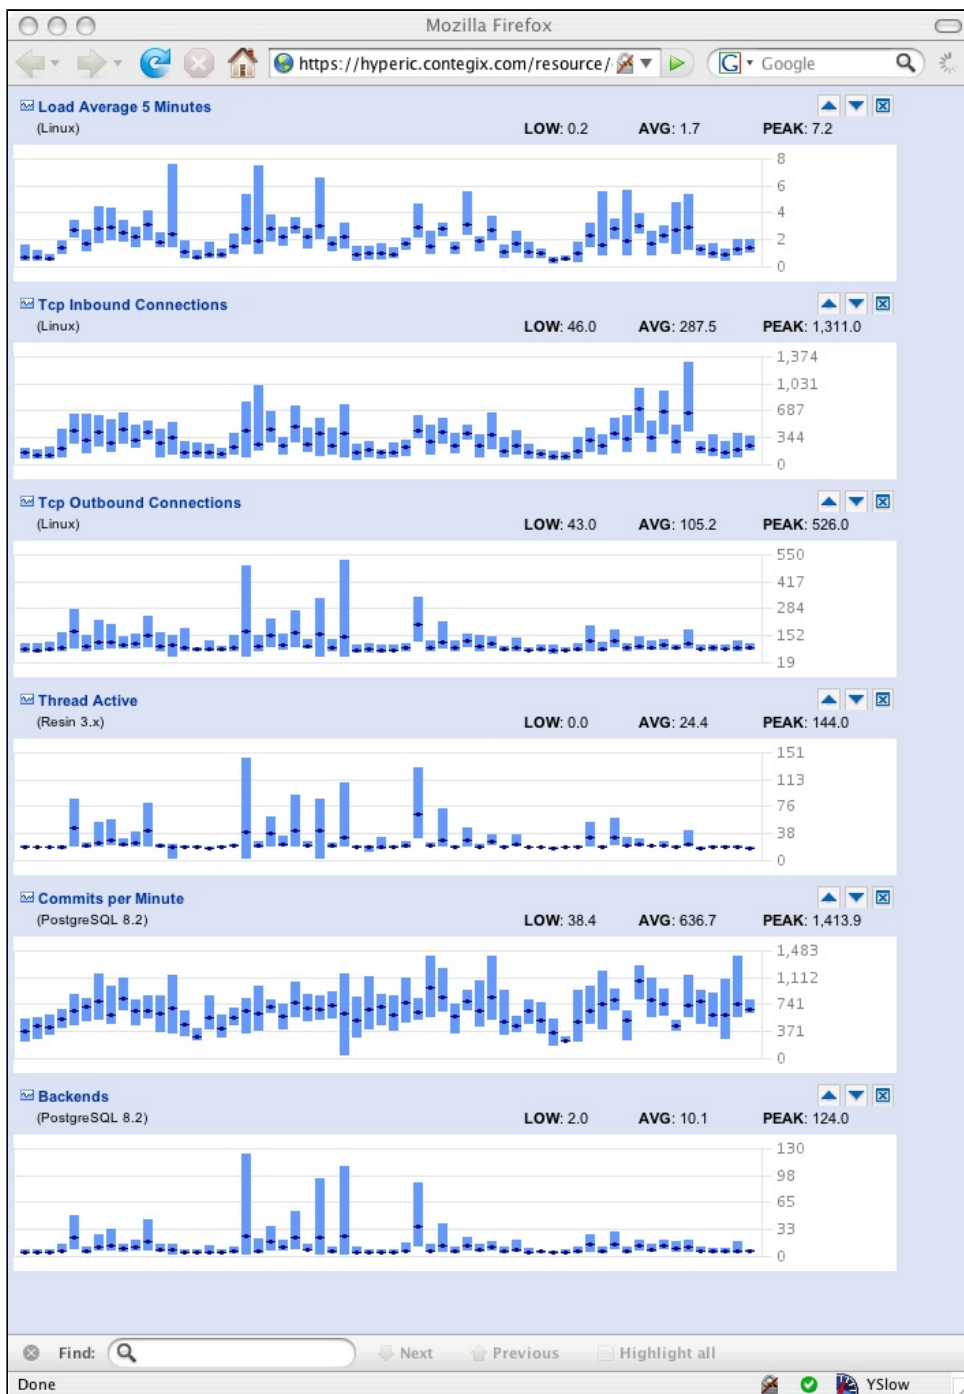 Mozilla Firefox
https://hyperic.contegix.com/resource/
G Google
Load Average 5 Minutes
(Linux)
LOW: 0.2 AVG: 1.7 PEAK: 7.2
8
6
4
2
0
Tcp Inbound Connections
(Linux)
LOW: 46.0 AVG: 287.5 PEAK: 1,311.0
1,374
1,031
687
344
0
Tcp Outbound Connections
(Linux)
LOW: 43.0 AVG: 105.2 PEAK: 526.0
550
417
284
152
19
Thread Active
(Resin 3.x)
LOW: 0.0 AVG: 24.4 PEAK: 144.0
151
113
76
38
0
Commits per Minute
(PostgreSQL 8.2)
LOW: 38.4 AVG: 636.7 PEAK: 1,413.9
1,483
1,112
741
371
0
Backends
(PostgreSQL 8.2)
LOW: 2.0 AVG: 10.1 PEAK: 124.0
130
98
65
33
0
Find: Next Previous Highlight all
Done YSlow